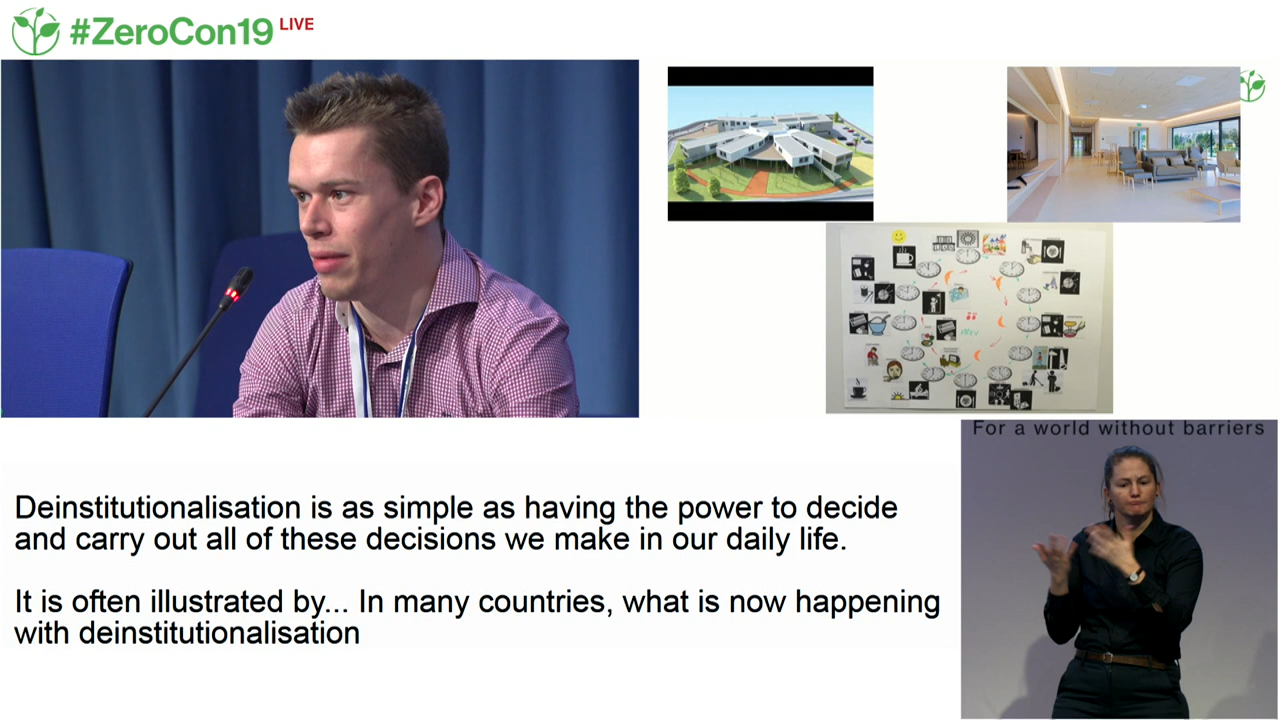 #ZeroCon19 LIVE
For a world without barriers
Deinstitutionalisation is as simple as having the power to decide
and carry out all of these decisions we make in our daily life.
It is often illustrated by... In many countries, what is now happening
with deinstitutionalisation